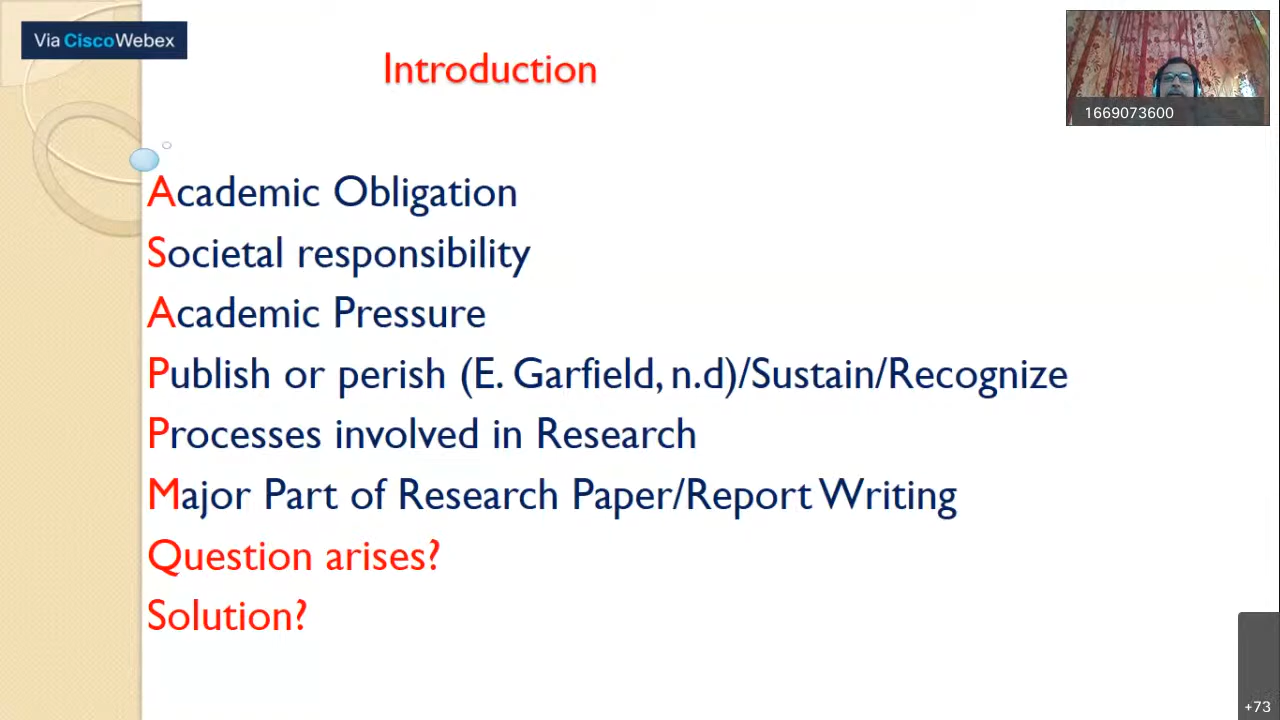 Via CiscoWebex
Introduction
1669073600
Academic Obligation
Societal responsibility
Academic Pressure
Publish or perish (E. Garfield, n.d)/Sustain/Recognize
Processes involved in Research
Major Part of Research Paper/Report Writing
Question arises?
Solution?
+73